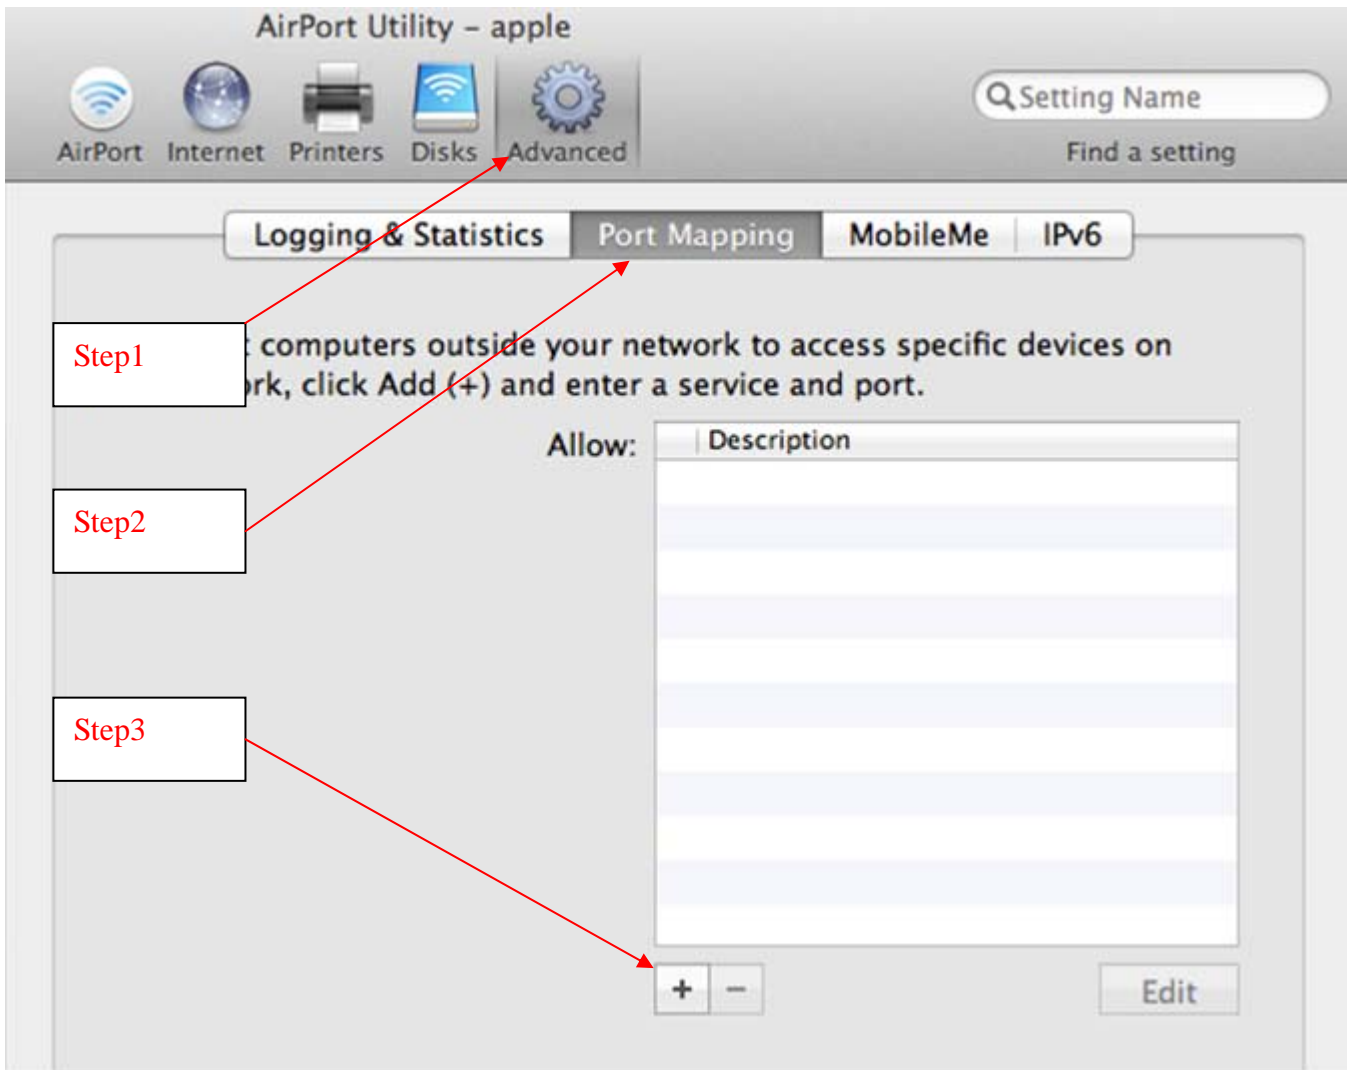 AirPort Utility – apple
AirPort Internet Printers Disks Advanced
Setting Name
Find a setting
Logging & Statistics Port Mapping MobileMe IPv6
Step1
computers outside your network to access specific devices on
click Add (+) and enter a service and port.
Allow:
Description
Step2
Step3
+ −
Edit